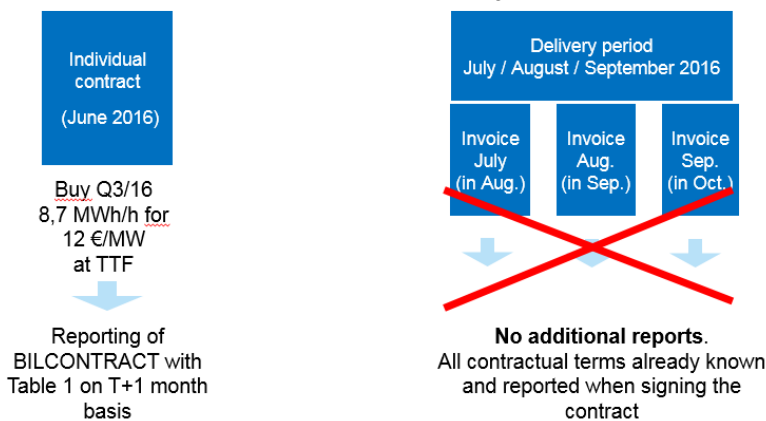 Individual
contract
(June 2016)
Buy Q3/16
8,7 MWh/h for
12 €/MW
at TTF
Reporting of
BILCONTRACT with
Table 1 on T+1 month
basis
Delivery period
July / August / September 2016
Invoice
July
(in Aug.)
Invoice
Aug.
(in Sep.)
Invoice
Sep.
(in Oct.)
No additional reports.
All contractual terms already known
and reported when signing the
contract